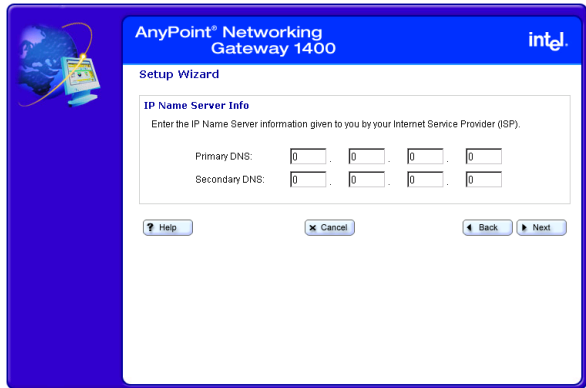 AnyPoint® Networking
Gateway 1400
intel.
Setup Wizard
IP Name Server Info
Enter the IP Name Server information given to you by your Internet Service Provider (ISP).
Primary DNS: 0 . 0 . 0 . 0
Secondary DNS: 0 . 0 . 0 . 0
? Help × Cancel Back Next